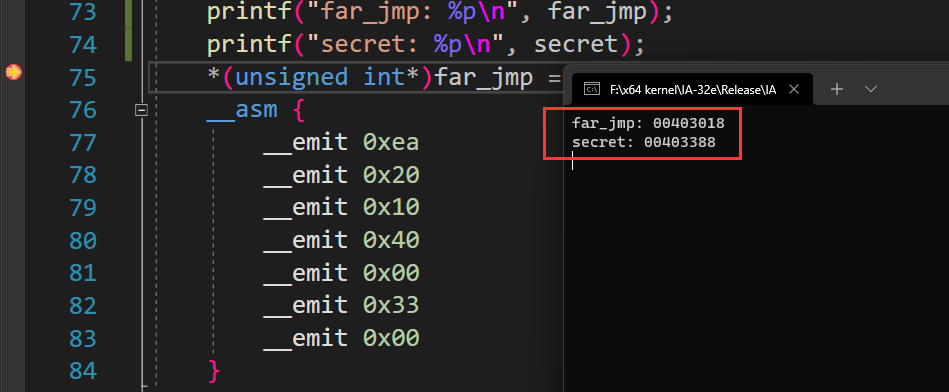 73 printf("far_jmp: %p\n", far_jmp);
74 printf("secret: %p\n", secret);
75 *(unsigned int*)far_jmp =
76 __asm {
77 __emit 0xea
78 __emit 0x20
79 __emit 0x10
80 __emit 0x40
81 __emit 0x00
82 __emit 0x33
83 __emit 0x00
84 }
F:\x64 kernel\IA-32e\Release\IA
far_jmp: 00403018
secret: 00403388